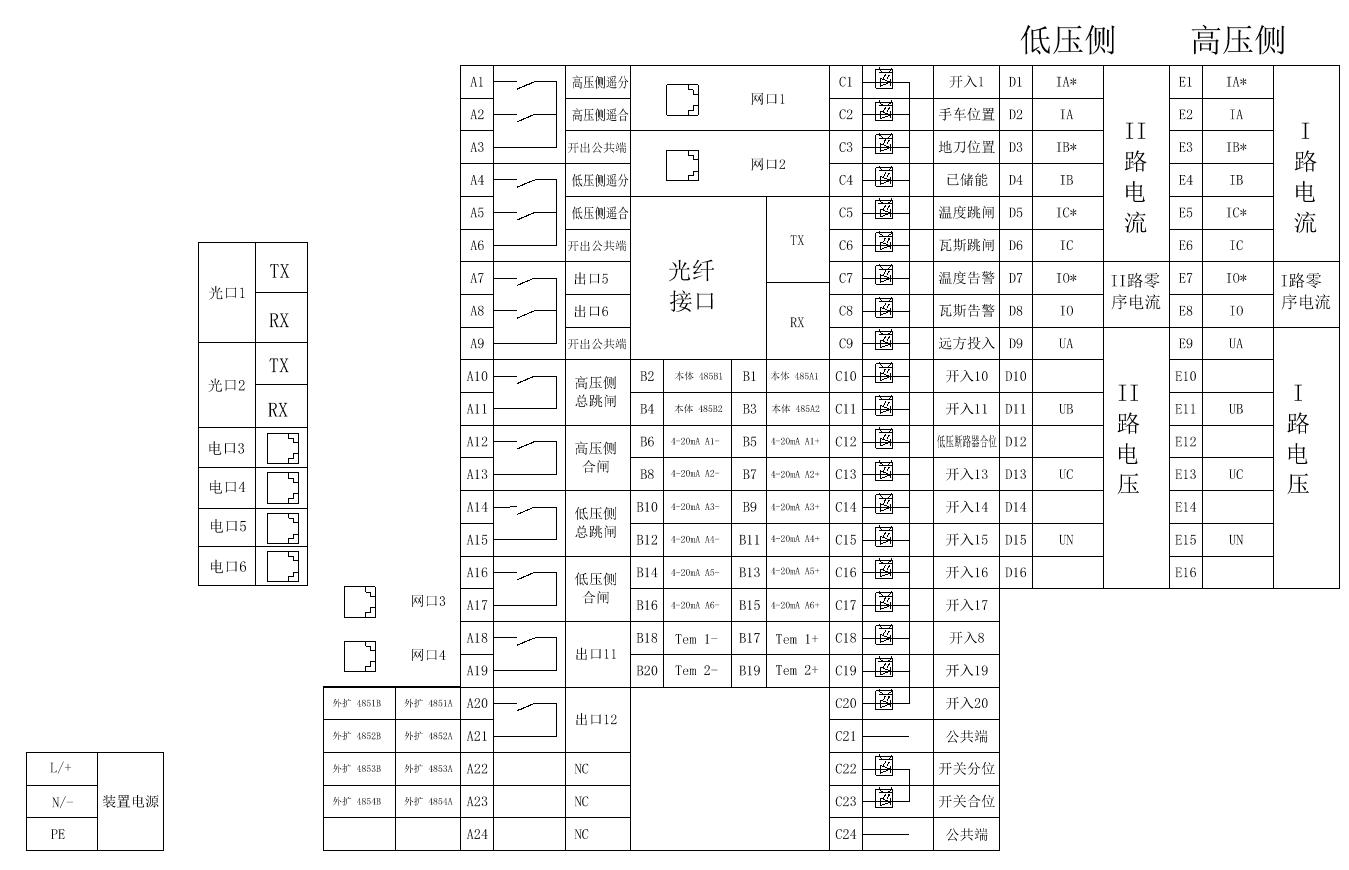 低压侧 高压侧
A1 高压侧遥分 网口1 C1 开入1 D1 IA* E1 IA*
A2 高压侧遥合 C2 手车位置 D2 IA E2 IA
A3 开出公共端 网口2 C3 地刀位置 D3 IB* E3 IB*
A4 低压侧遥分 C4 已储能 D4 IB E4 IB
A5 低压侧遥合 C5 温度跳闸 D5 IC* E5 IC*
A6 开出公共端 C6 瓦斯跳闸 D6 IC E6 IC
II路电流
I路电流
A7 出口5 C7 温度告警 D7 IO* E7 IO*
A8 出口6 C8 瓦斯告警 D8 IO E8 IO
II路零
序电流
I路零
序电流
A9 开出公共端 C9 远方投入 D9 UA E9 UA
光纤
接口
TX
RX
A10 B2 本体 485B1 B1 本体 485A1 C10 开入10 D10 E10
高压侧
总跳闸
A11 B4 本体 485B2 B3 本体 485A2 C11 开入11 D11 UB E11 UB
A12 B6 4-20mA A1- B5 4-20mA A1+ C12 低压断路器合位 D12 E12
高压侧
合闸
A13 B8 4-20mA A2- B7 4-20mA A2+ C13 开入13 D13 UC E13 UC
A14 B10 4-20mA A3- B9 4-20mA A3+ C14 开入14 D14 E14
低压侧
总跳闸
A15 B12 4-20mA A4- B11 4-20mA A4+ C15 开入15 D15 UN E15 UN
A16 B14 4-20mA A5- B13 4-20mA A5+ C16 开入16 D16 E16
低压侧
合闸
II路电压
I路电压
A17 B16 4-20mA A6- B15 4-20mA A6+ C17 开入17
A18 B18 Tem 1- B17 Tem 1+ C18 开入8
出口11
A19 B20 Tem 2- B19 Tem 2+ C19 开入19
外扩 4851B 外扩 4851A A20 C20 开入20
出口12
外扩 4852B 外扩 4852A A21 C21 公共端
外扩 4853B 外扩 4853A A22 NC C22 开关分位
外扩 4854B 外扩 4854A A23 NC C23 开关合位
A24 NC C24 公共端
光口1 TX
RX
光口2 TX
RX
电口3
电口4
电口5
电口6
网口3
网口4
L/+
N/- 装置电源
PE